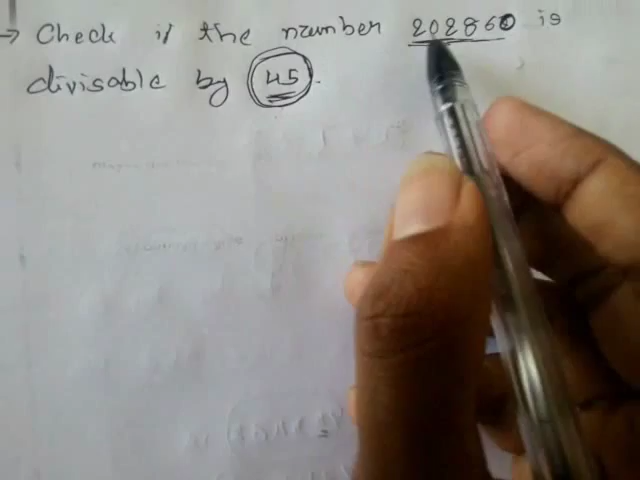 → Check if the number 202860 is
divisable by 45.